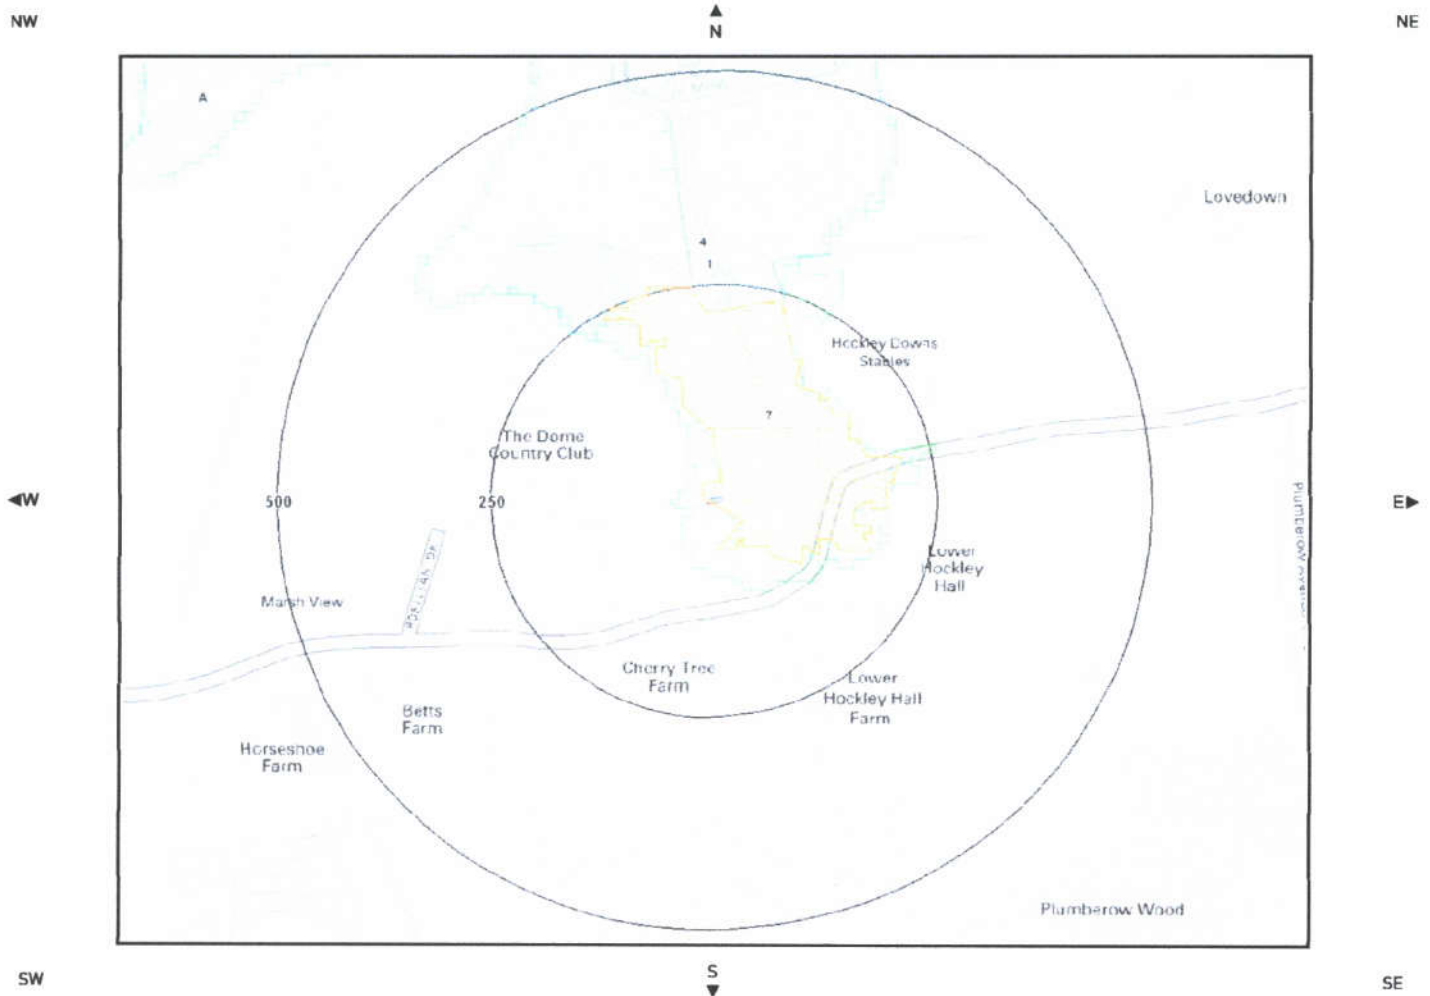 NW
N
NE
A
Lovedown
4
1
Hockley Downs
Stables
7
The Dome
Country Club
W
500
250
E
Lower
Hockley
Hall
Marsh View
Cherry Tree
Farm
Lower
Hockley Hall
Farm
Betts
Farm
Horseshoe
Farm
Plumberow Wood
SW
S
SE